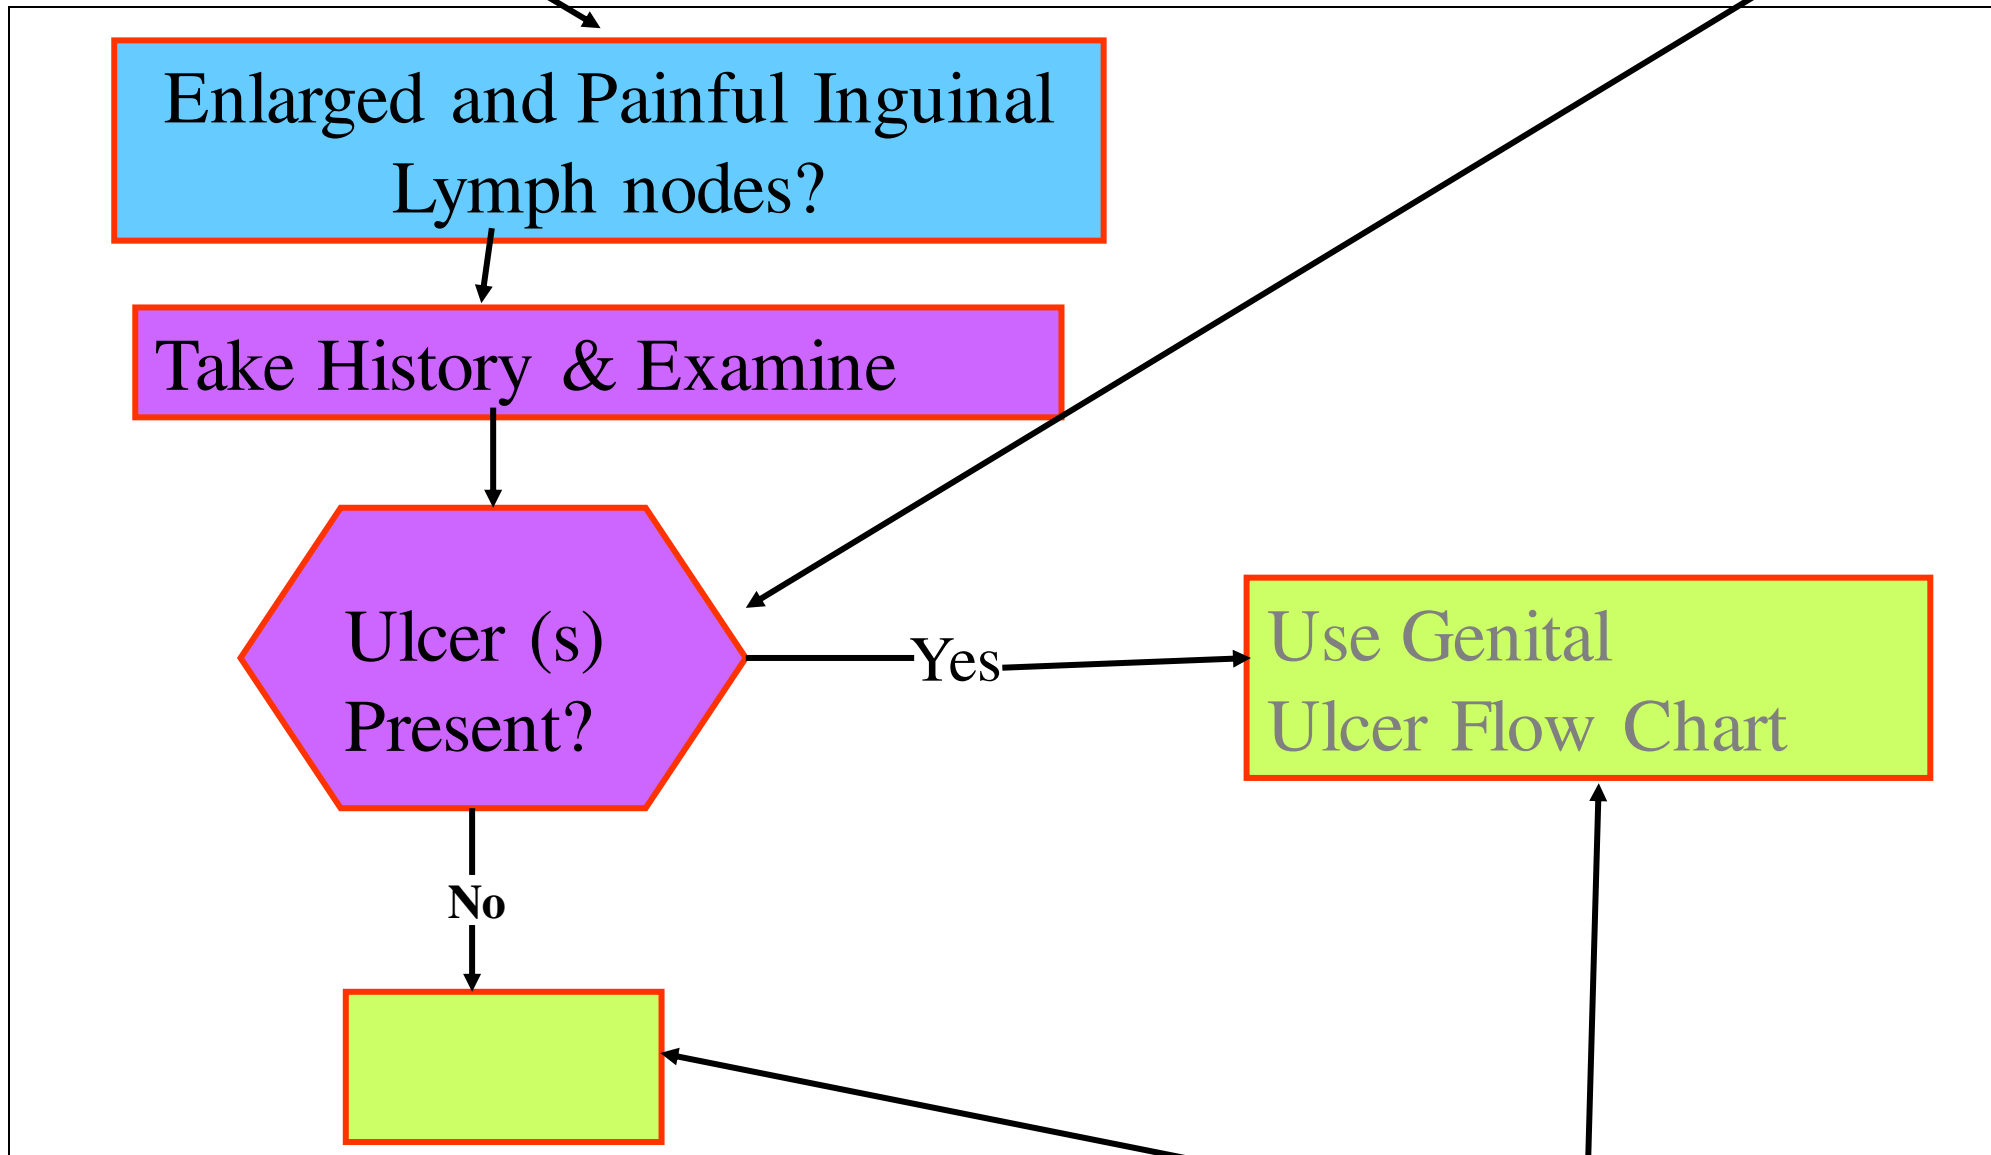 Enlarged and Painful Inguinal
Lymph nodes?
Take History & Examine
Ulcer (s)
Present?
Yes
Use Genital
Ulcer Flow Chart
No